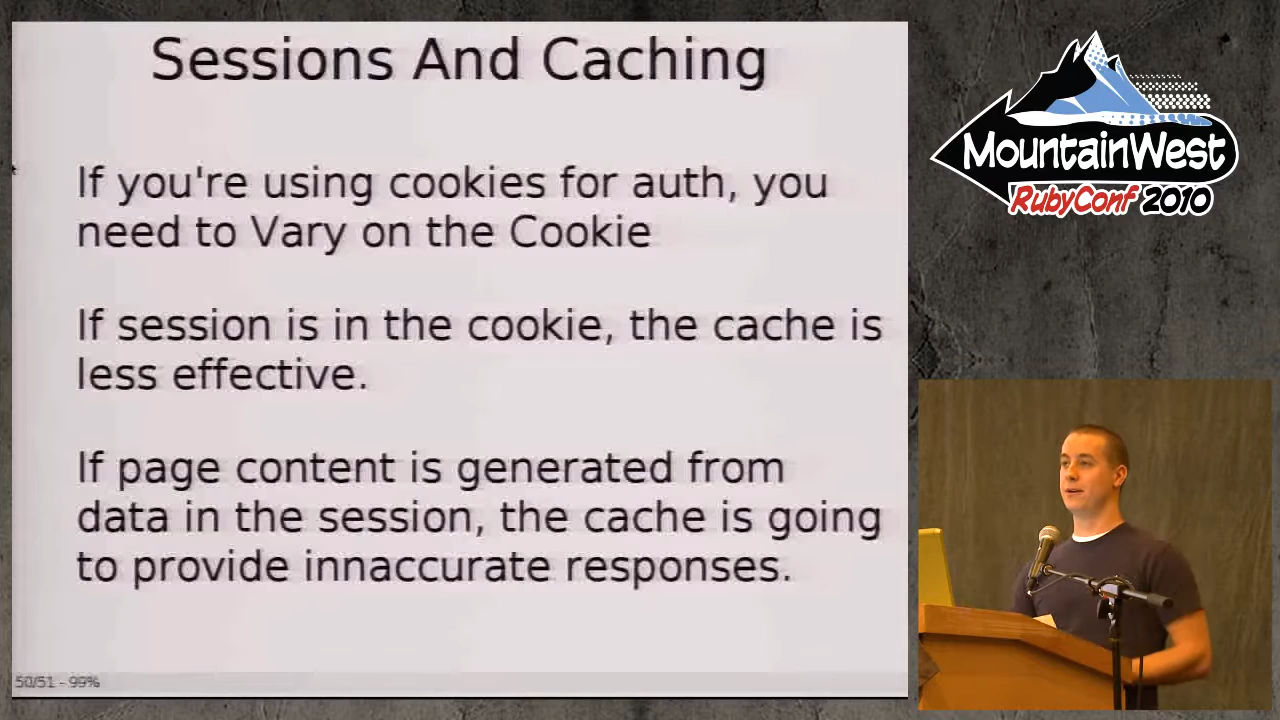 Sessions And Caching
If you're using cookies for auth, you
need to Vary on the Cookie
If session is in the cookie, the cache is
less effective.
If page content is generated from
data in the session, the cache is going
to provide innaccurate responses.
50/51 - 99%
MountainWest
RubyConf 2010